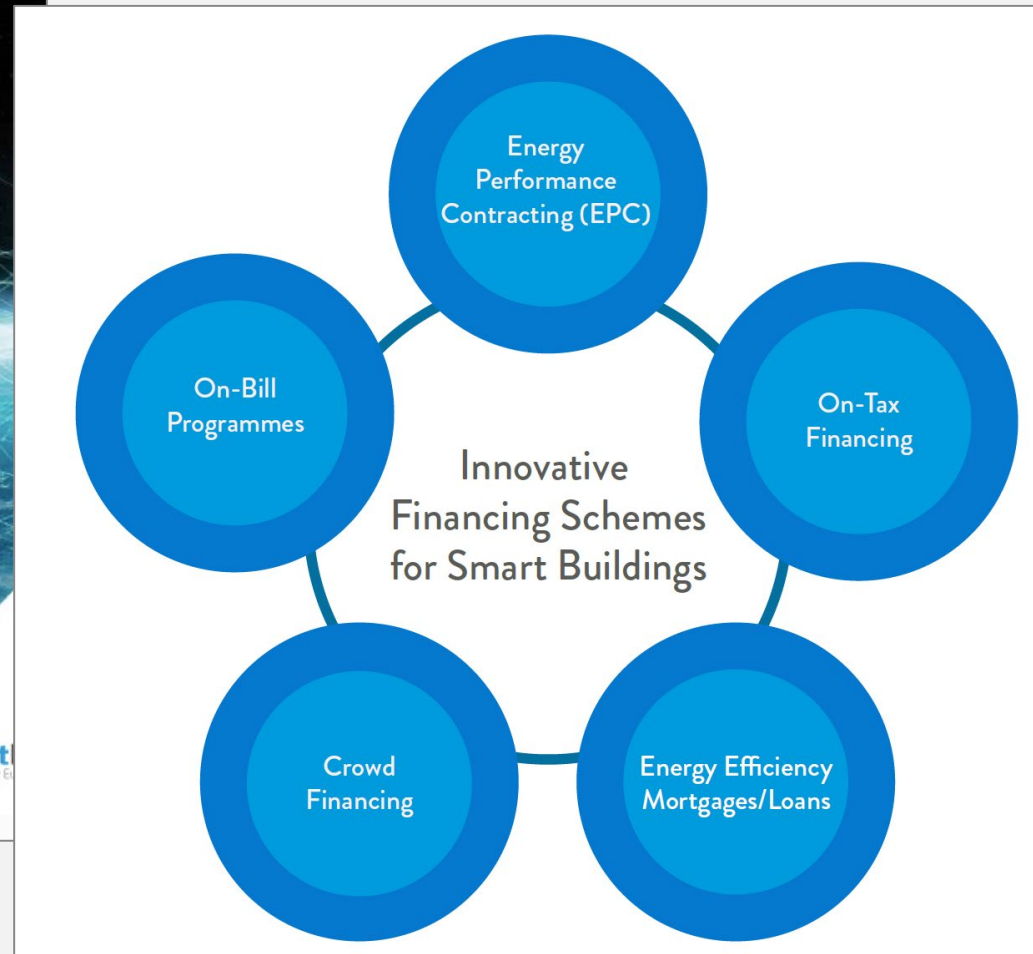 Energy
Performance
Contracting (EPC)
On-Bill
Programmes
On-Tax
Financing
Innovative
Financing Schemes
for Smart Buildings
Crowd
Financing
Energy Efficiency
Mortgages/Loans